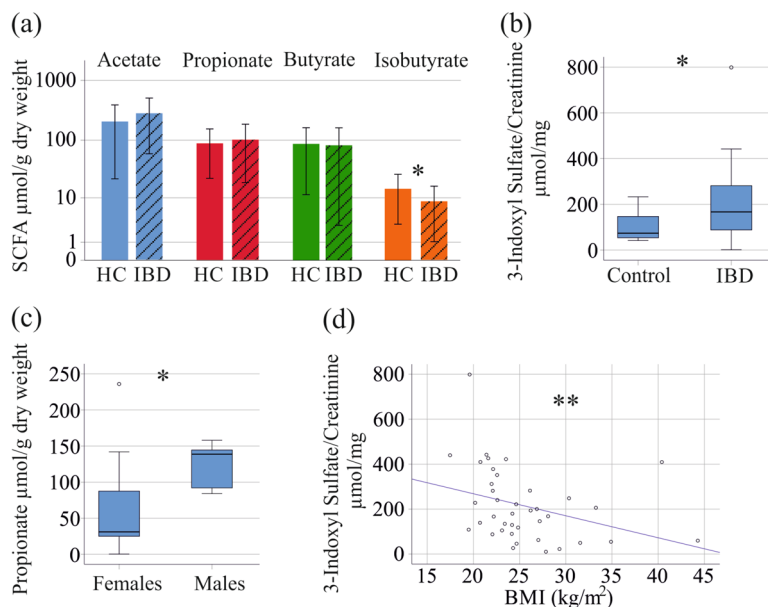 (a)
SCFA μmol/g dry weight
Acetate Propionate Butyrate Isobutyrate
1000
100
10
1
0
*
HC IBD HC IBD HC IBD HC IBD
(b)
3-Indoxyl Sulfate/Creatinine
μmol/mg
800
600
400
200
0
*
Control IBD
(c)
Propionate μmol/g dry weight
250
200
150
100
50
0
*
Females Males
(d)
3-Indoxyl Sulfate/Creatinine
μmol/mg
800
600
400
200
0
**
15 20 25 30 35 40 45
BMI (kg/m²)